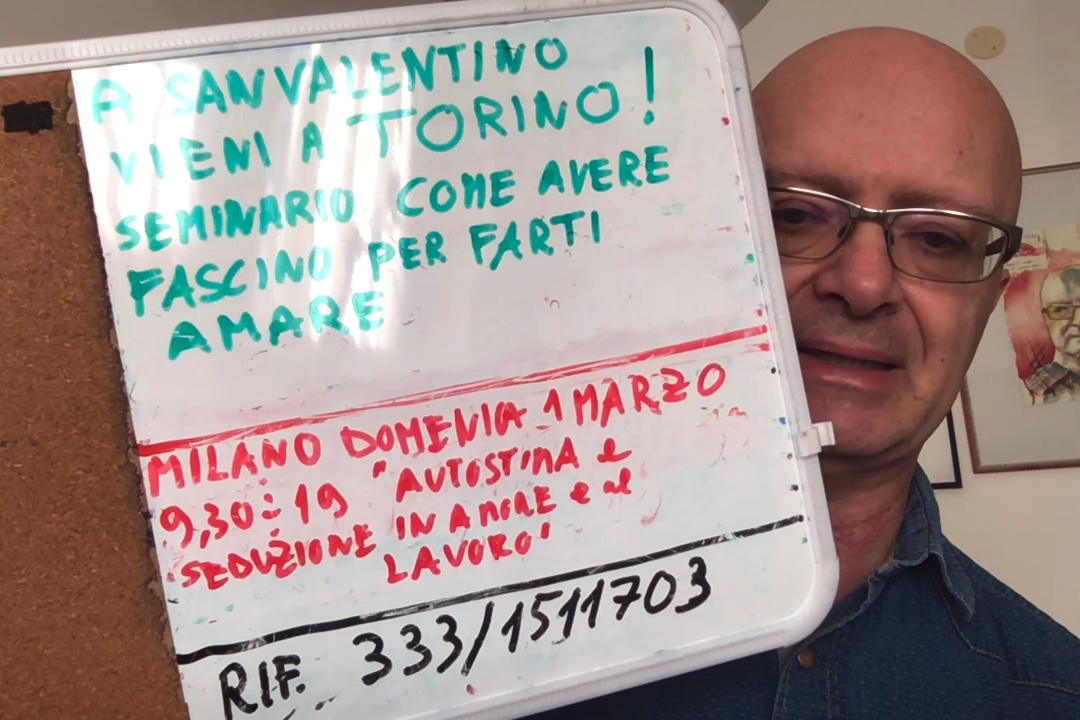 A SAN VALENTINO
VIENI A TORINO!
SEMINARIO COME AVERE
FASCINO PER FARTI
AMARE
MILANO DOMENICA 1 MARZO
9,30÷19 "AUTOSTIMA e
SEDUZIONE IN AMORE e al
LAVORO"
RIF. 333/1511703